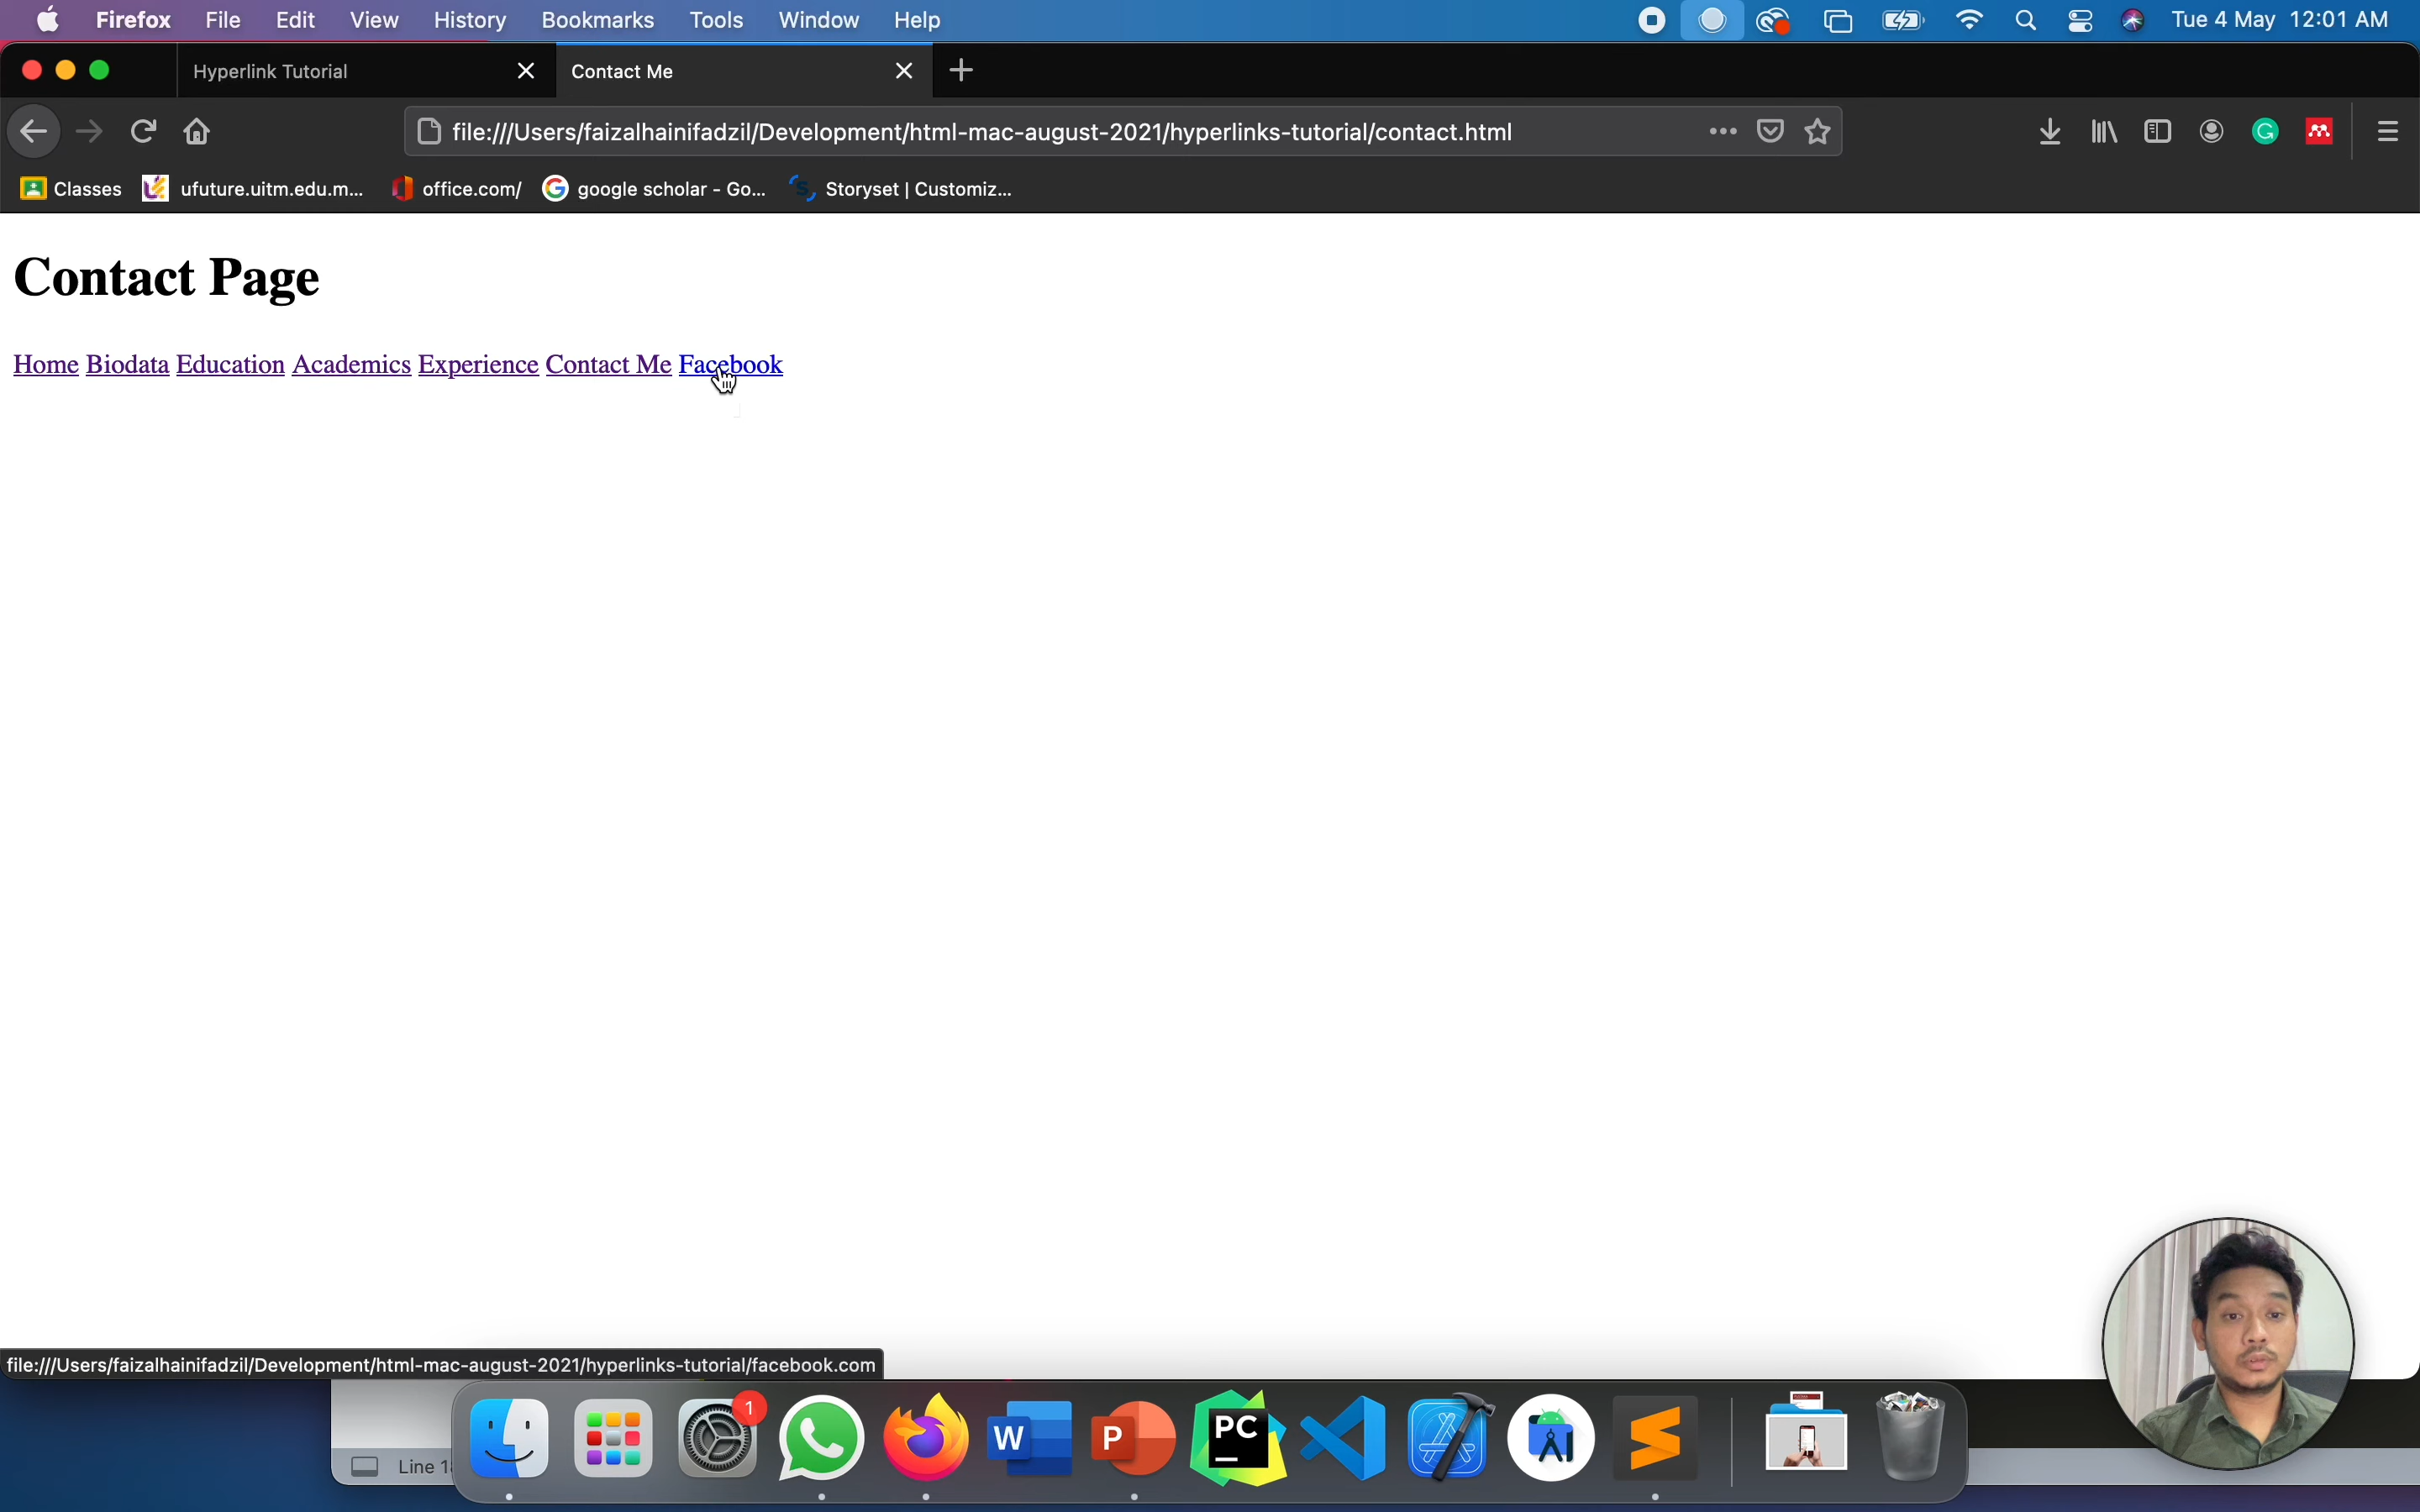 Firefox File Edit View History Bookmarks Tools Window Help Tue 4 May 12:01 AM
Hyperlink Tutorial Contact Me
file:///Users/faizalhainifadzil/Development/html-mac-august-2021/hyperlinks-tutorial/contact.html
Classes ufuture.uitm.edu.m... office.com/ google scholar - Go... Storyset | Customiz...
Contact Page
Home Biodata Education Academics Experience Contact Me Facebook
file:///Users/faizalhainifadzil/Development/html-mac-august-2021/hyperlinks-tutorial/facebook.com
1
W P PC
Line